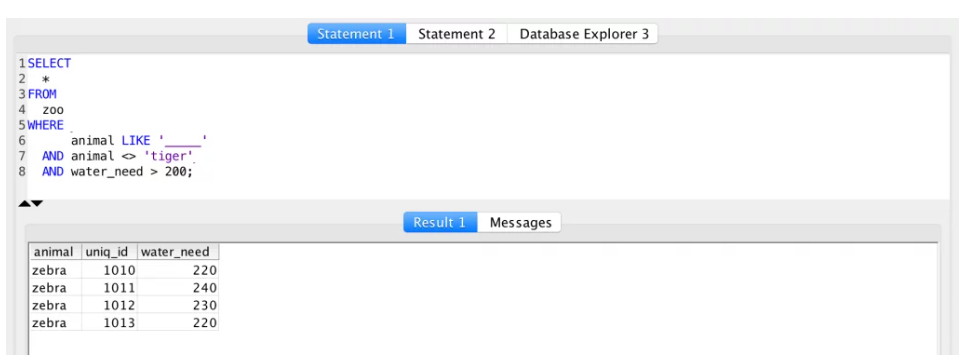 Statement 1 Statement 2 Database Explorer 3
1 SELECT
2 *
3 FROM
4 zoo
5 WHERE
6 animal LIKE '_____'
7 AND animal <> 'tiger'
8 AND water_need > 200;
Result 1 Messages
animal uniq_id water_need
zebra 1010 220
zebra 1011 240
zebra 1012 230
zebra 1013 220